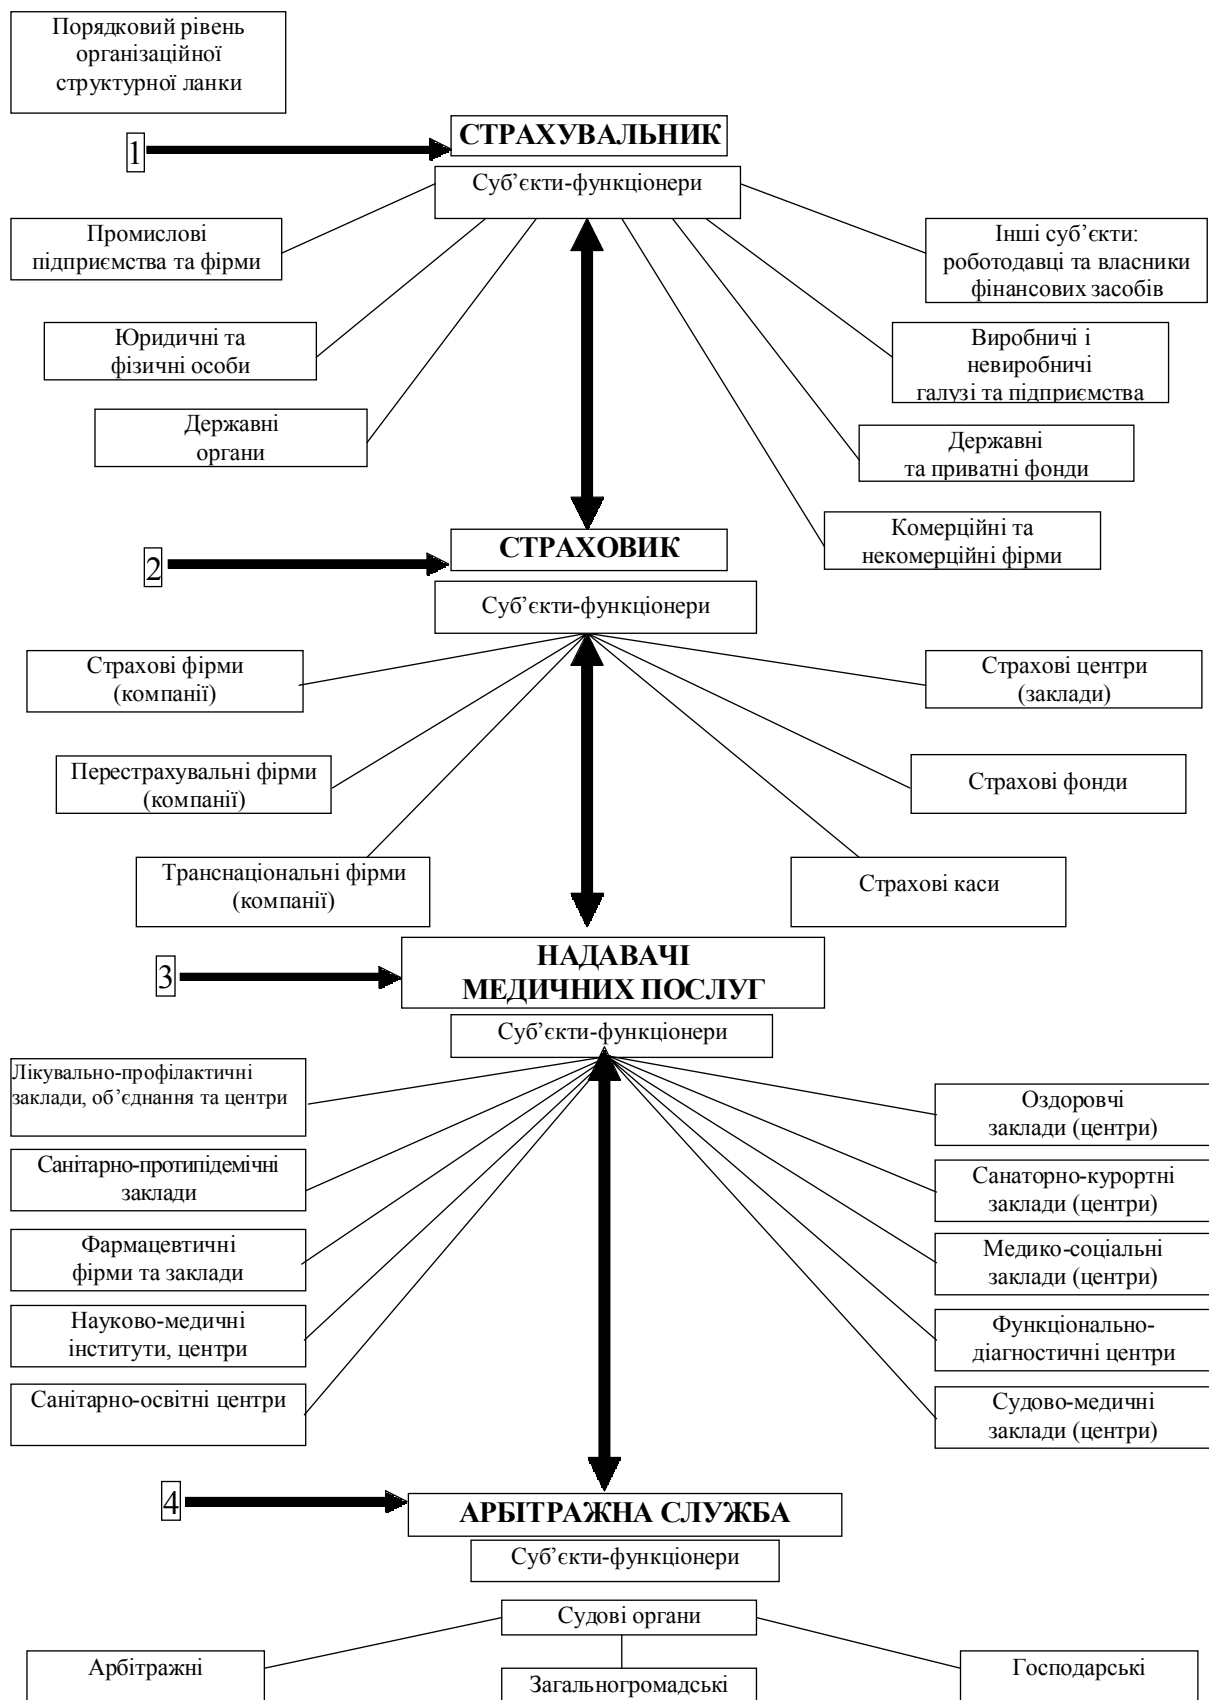 Порядковий рівень
організаційної
структурної ланки
1
СТРАХУВАЛЬНИК
Суб’єкти-функціонери
Промислові
підприємства та фірми
Інші суб’єкти:
роботодавці та власники
фінансових засобів
Юридичні та
фізичні особи
Виробничі і
невиробничі
галузі та підприємства
Державні
органи
Державні
та приватні фонди
Комерційні та
некомерційні фірми
2
СТРАХОВИК
Суб’єкти-функціонери
Страхові фірми
(компанії)
Страхові центри
(заклади)
Перестрахувальні фірми
(компанії)
Страхові фонди
Транснаціональні фірми
(компанії)
Страхові каси
3
НАДАВАЧІ
МЕДИЧНИХ ПОСЛУГ
Суб’єкти-функціонери
Лікувально-профілактичні
заклади, об’єднання та центри
Оздоровчі
заклади (центри)
Санітарно-протипідемічні
заклади
Санаторно-курортні
заклади (центри)
Фармацевтичні
фірми та заклади
Медико-соціальні
заклади (центри)
Науково-медичні
інститути, центри
Функціонально-
діагностичні центри
Санітарно-освітні центри
Судово-медичні
заклади (центри)
4
АРБІТРАЖНА СЛУЖБА
Суб’єкти-функціонери
Судові органи
Арбітражні
Загальногромадські
Господарські